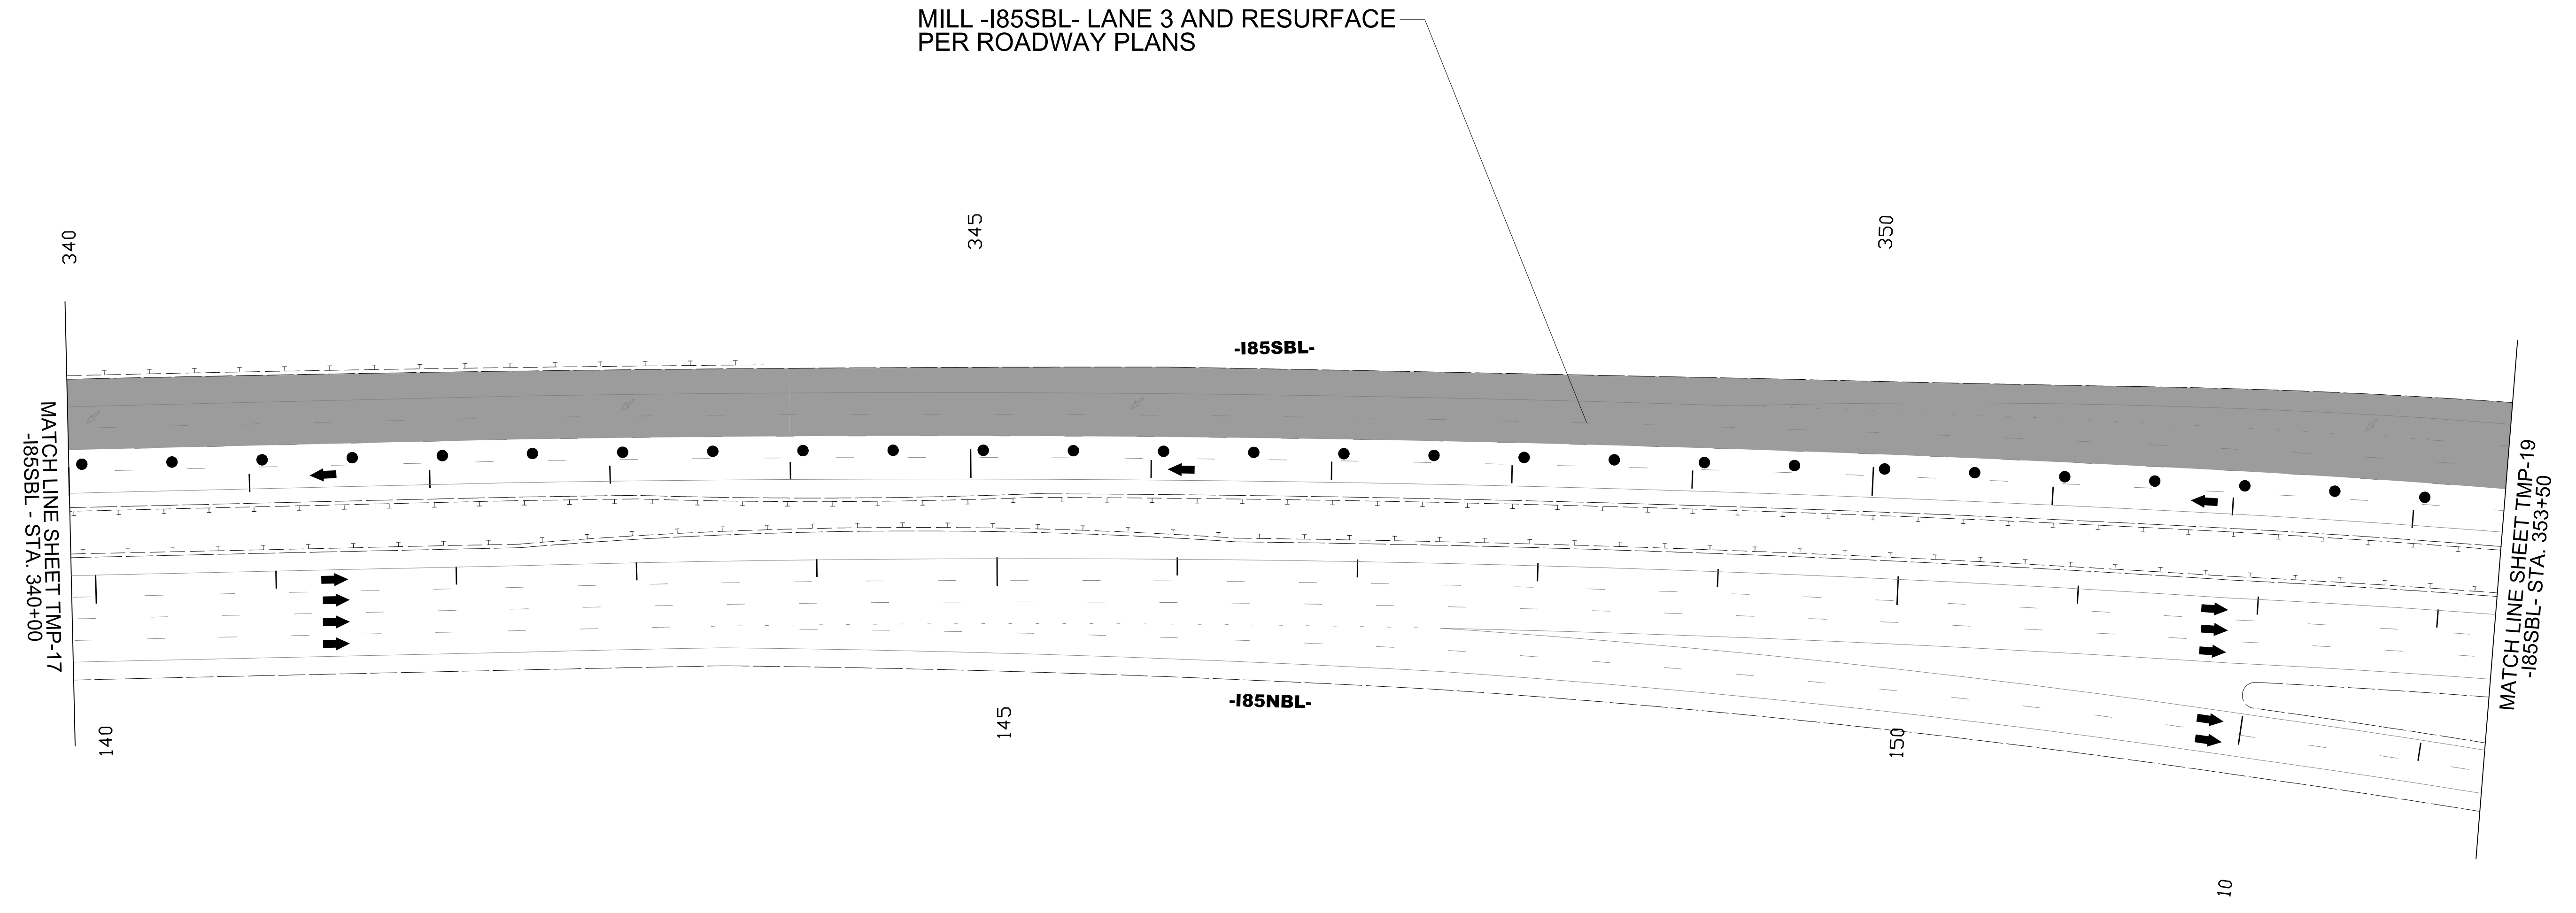 MILL -I85SBL- LANE 3 AND RESURFACE
PER ROADWAY PLANS
340
345
350
-I85SBL-
MATCH LINE SHEET TMP-17
-I85SBL - STA. 340+00
MATCH LINE SHEET TMP-19
-I85SBL- STA. 353+50
-I85NBL-
140
145
150
10